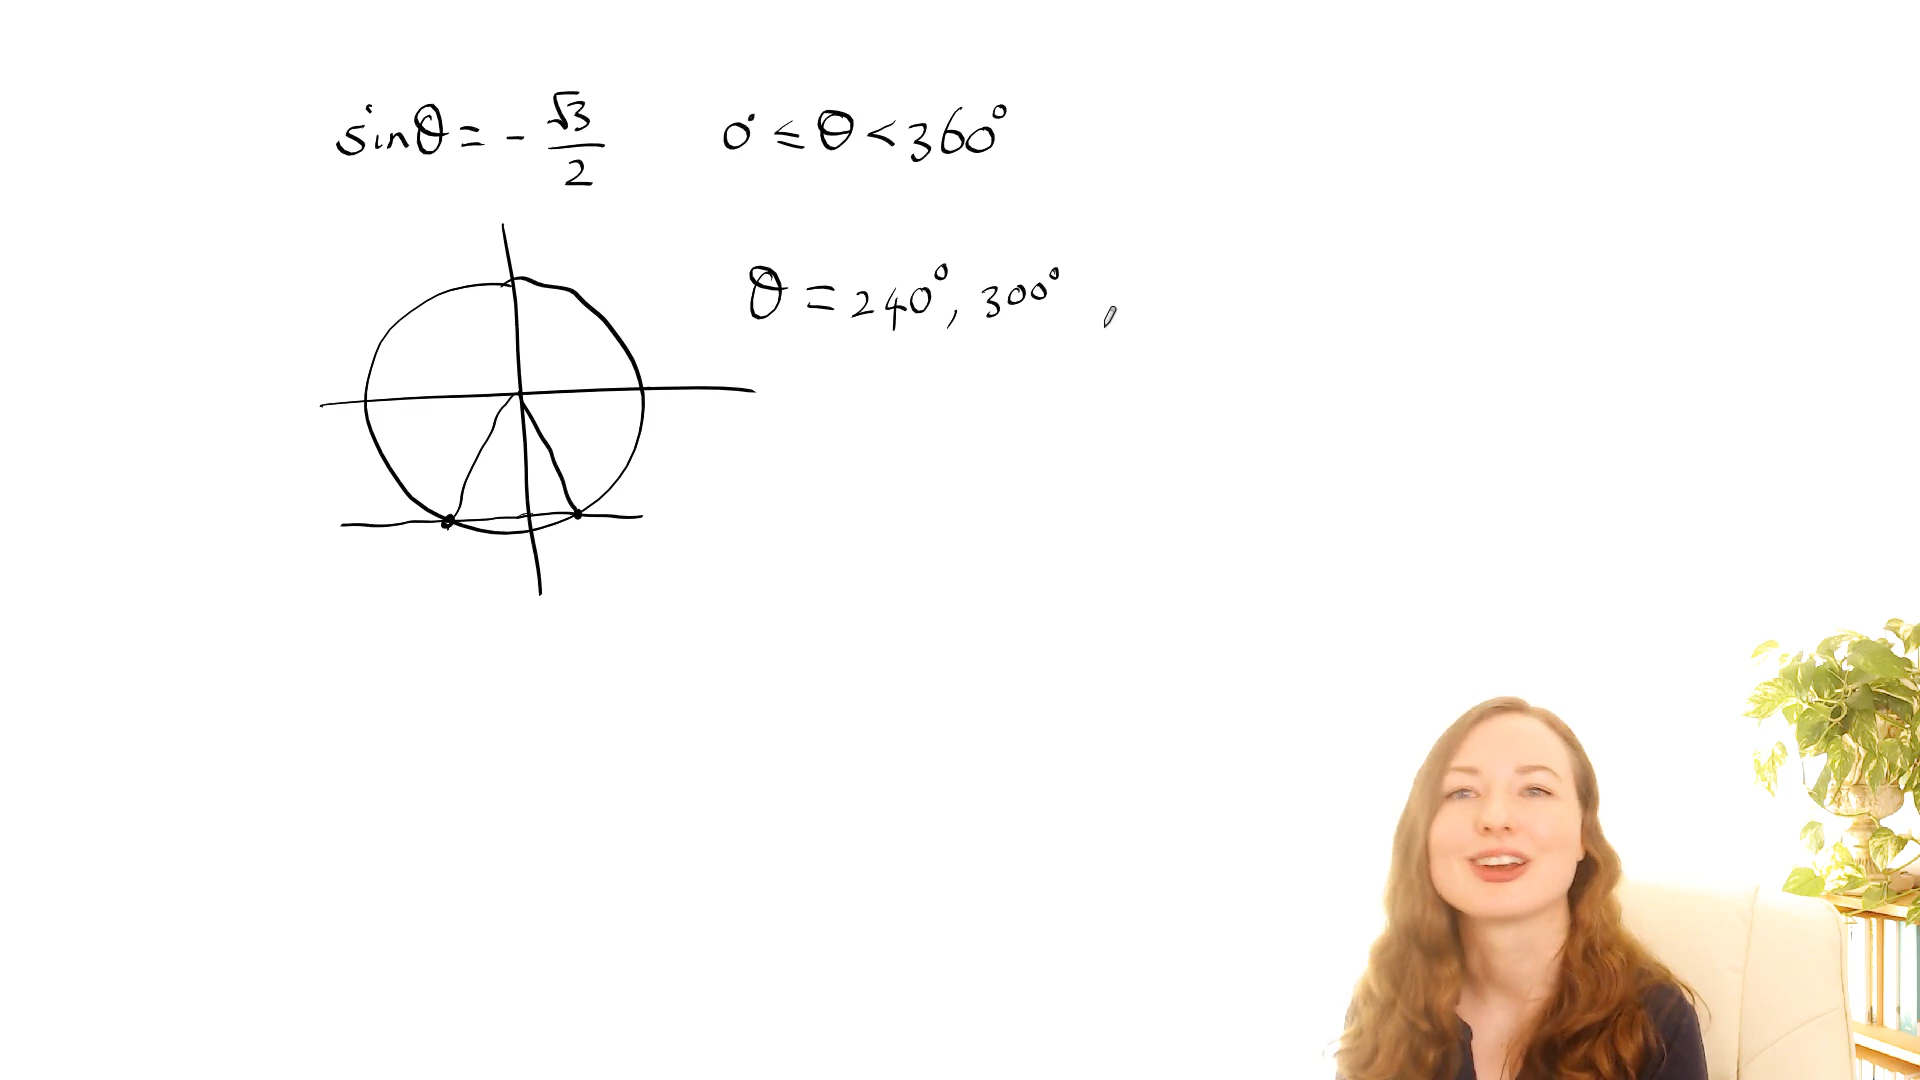 sinθ = - √3/2 0° ≤ θ < 360°
θ = 240°, 300°